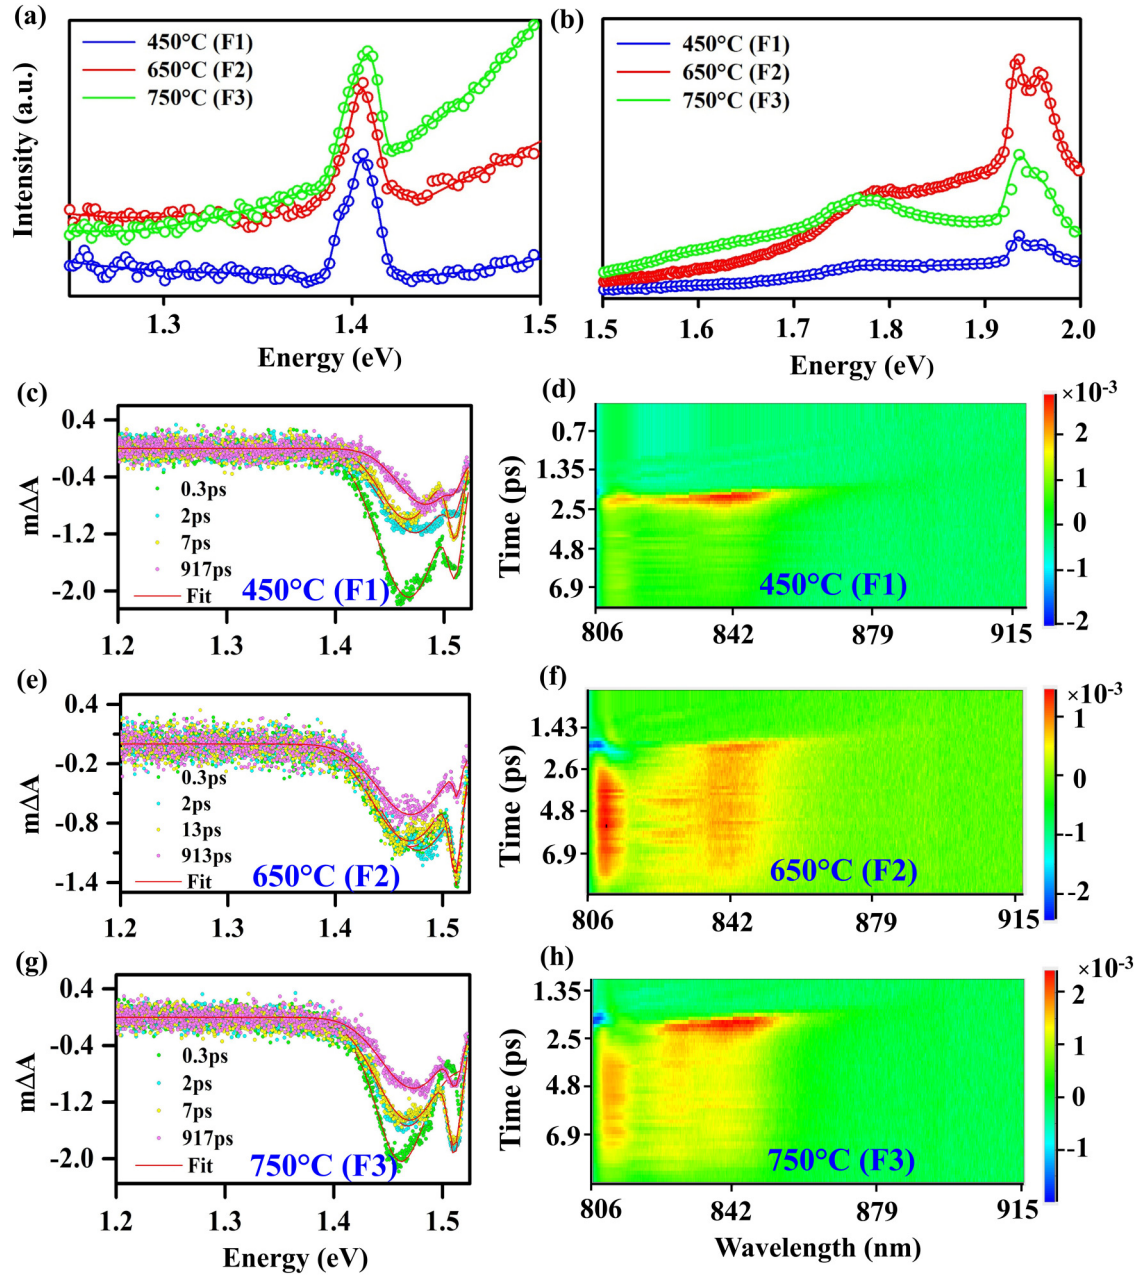 (a)
450°C (F1)
650°C (F2)
750°C (F3)
Intensity (a.u.)
1.3 1.4 1.5
Energy (eV)
(b)
450°C (F1)
650°C (F2)
750°C (F3)
1.5 1.6 1.7 1.8 1.9 2.0
Energy (eV)
(c)
0.4
-0.4
-1.2
-2.0
mΔA
0.3ps
2ps
7ps
917ps
Fit
450°C (F1)
1.2 1.3 1.4 1.5
(d)
0.7
1.35
2.5
4.8
6.9
Time (ps)
450°C (F1)
806 842 879 915
×10-3
1
0
-1
-2
(e)
0.4
-0.2
-0.8
-1.4
mΔA
0.3ps
2ps
13ps
913ps
Fit
650°C (F2)
1.2 1.3 1.4 1.5
(f)
1.43
2.6
4.8
6.9
Time (ps)
650°C (F2)
806 842 879 915
×10-3
1
0
-1
-2
(g)
0.4
-0.4
-1.2
-2.0
mΔA
0.3ps
2ps
7ps
917ps
Fit
750°C (F3)
1.2 1.3 1.4 1.5
Energy (eV)
(h)
1.35
2.5
4.8
6.9
Time (ps)
750°C (F3)
806 842 879 915
Wavelength (nm)
×10-3
2
1
0
-1